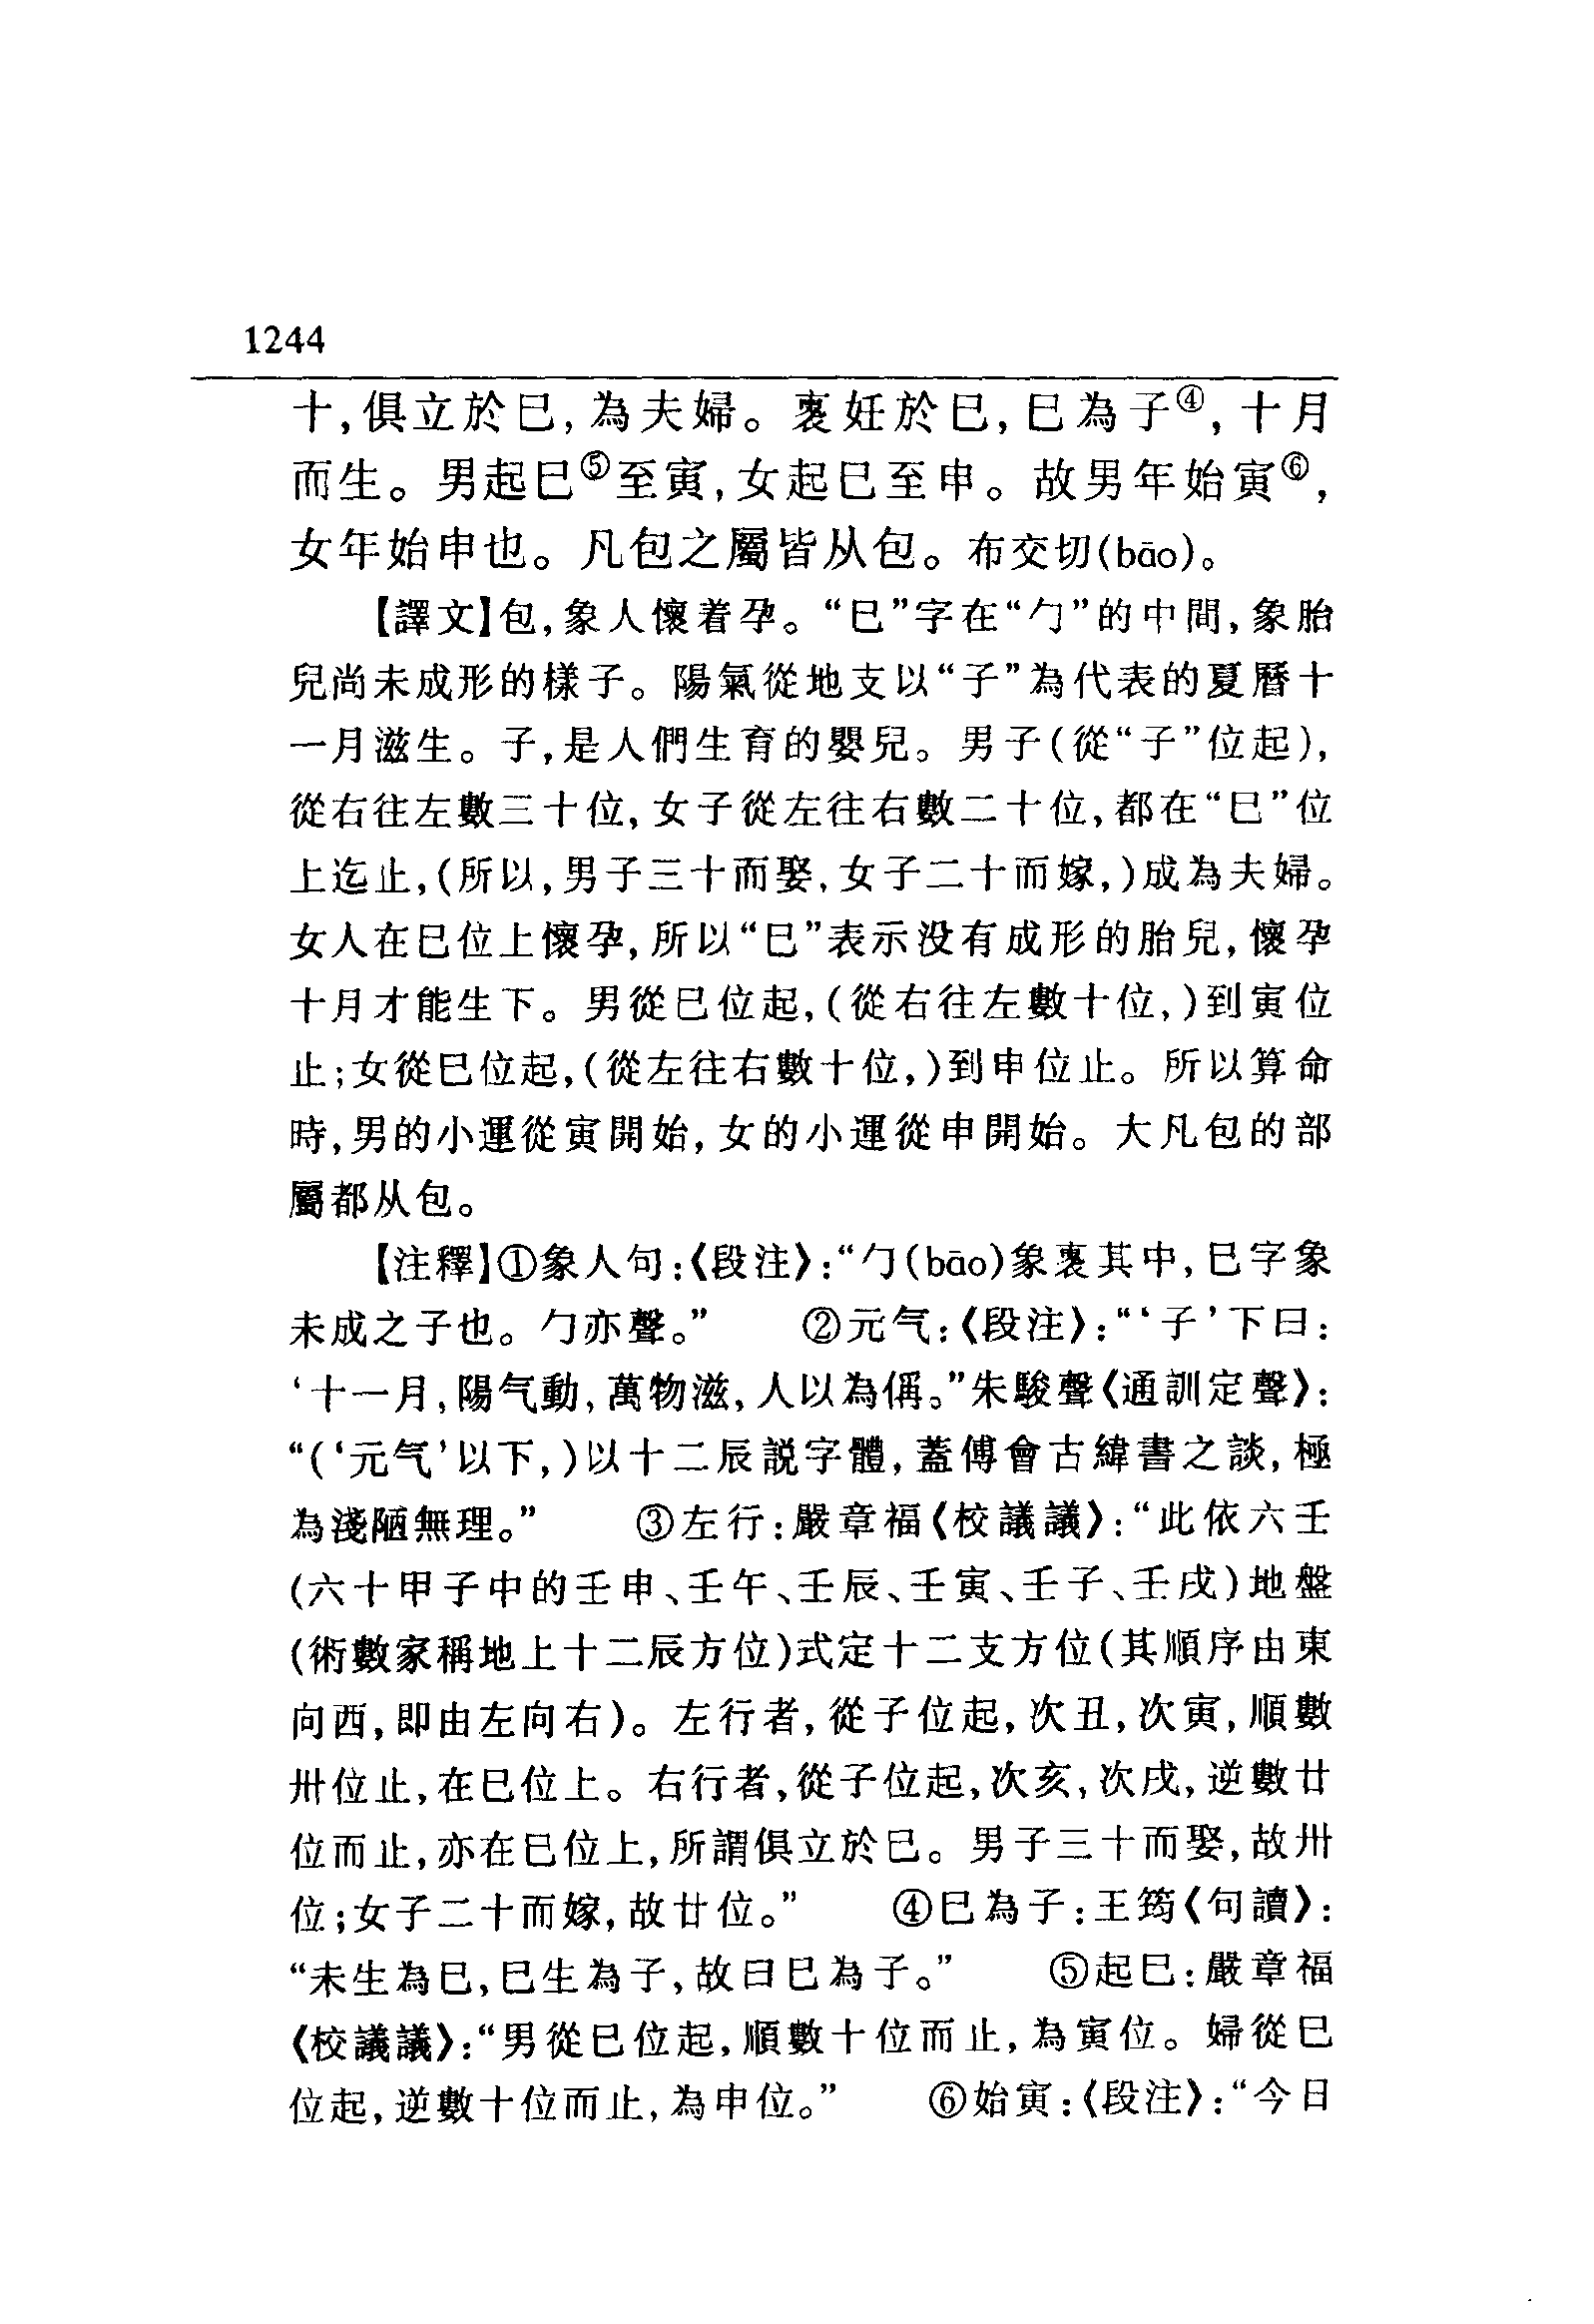 1244
十,俱立於巳,為夫婦。裹妊於巳,巳為子④,十月
而生。男起巳⑤至寅,女起巳至申。故男年始寅⑥,
女年始申也。凡包之屬皆从包。布交切(bāo)。
【譯文】包,象人懷着孕。“巳”字在“勹”的中間,象胎
兒尚未成形的樣子。陽氣從地支以“子”為代表的夏曆十
一月滋生。子,是人們生育的嬰兒。男子(從“子”位起),
從右往左數三十位,女子從左往右數二十位,都在“巳”位
上迄止,(所以,男子三十而娶,女子二十而嫁,)成為夫婦。
女人在巳位上懷孕,所以“巳”表示没有成形的胎兒,懷孕
十月才能生下。男從巳位起,(從右往左數十位,)到寅位
止;女從巳位起,(從左往右數十位,)到申位止。所以算命
時,男的小運從寅開始,女的小運從申開始。大凡包的部
屬都从包。
【注釋】①象人句:《段注》:“勹(bāo)象裹其中,巳字象
未成之子也。勹亦聲。” ②元气:《段注》:“‘子’下曰:
‘十一月,陽气動,萬物滋,人以為偁。”朱駿聲《通訓定聲》:
“(‘元气’以下,)以十二辰説字體,蓋傅會古緯書之談,極
為淺陋無理。” ③左行:嚴章福《校議議》:“此依六壬
(六十甲子中的壬申、壬午、壬辰、壬寅、壬子、壬戌)地盤
(術數家稱地上十二辰方位)式定十二支方位(其順序由東
向西,即由左向右)。左行者,從子位起,次丑,次寅,順數
卅位止,在巳位上。右行者,從子位起,次亥,次戌,逆數廿
位而止,亦在巳位上,所謂俱立於巳。男子三十而娶,故卅
位;女子二十而嫁,故廿位。” ④巳為子:王筠《句讀》:
“未生為巳,巳生為子,故曰巳為子。” ⑤起巳:嚴章福
《校議議》:“男從巳位起,順數十位而止,為寅位。婦從巳
位起,逆數十位而止,為申位。” ⑥始寅:《段注》:“今日